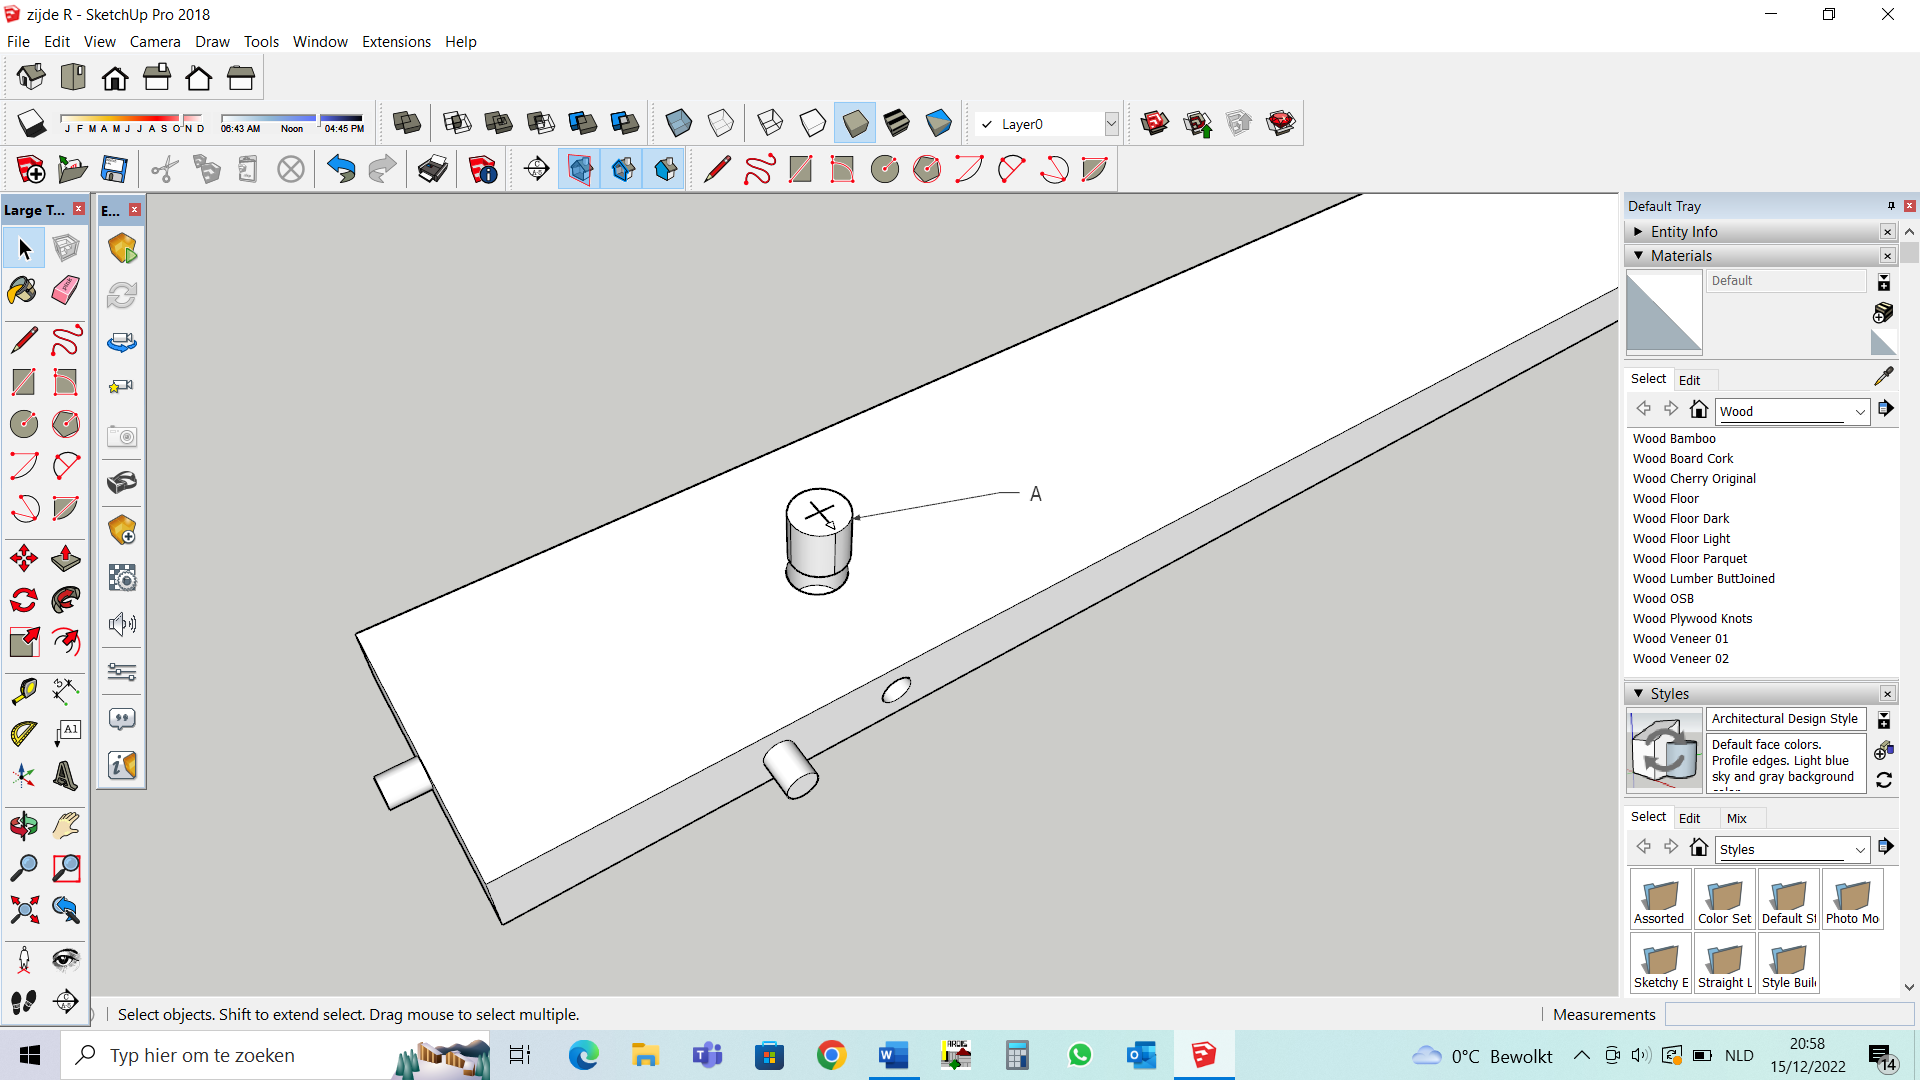 zijde R - SketchUp Pro 2018
File Edit View Camera Draw Tools Window Extensions Help
J F M A M J J A S O N D
06:43 AM Noon 04:45 PM
Layer0
Large T...
E...
A1
A
Default Tray
Entity Info
Materials
Default
Select Edit
Wood
Wood Bamboo
Wood Board Cork
Wood Cherry Original
Wood Floor
Wood Floor Dark
Wood Floor Light
Wood Floor Parquet
Wood Lumber ButtJoined
Wood OSB
Wood Plywood Knots
Wood Veneer 01
Wood Veneer 02
Styles
Architectural Design Style
Default face colors.
Profile edges. Light blue
sky and gray background
Select Edit Mix
Styles
Assorted Color Set Default St Photo Mo
Sketchy E Straight L Style Buil
Select objects. Shift to extend select. Drag mouse to select multiple.
Measurements
Typ hier om te zoeken
0°C Bewolkt
NLD
20:58
15/12/2022
14